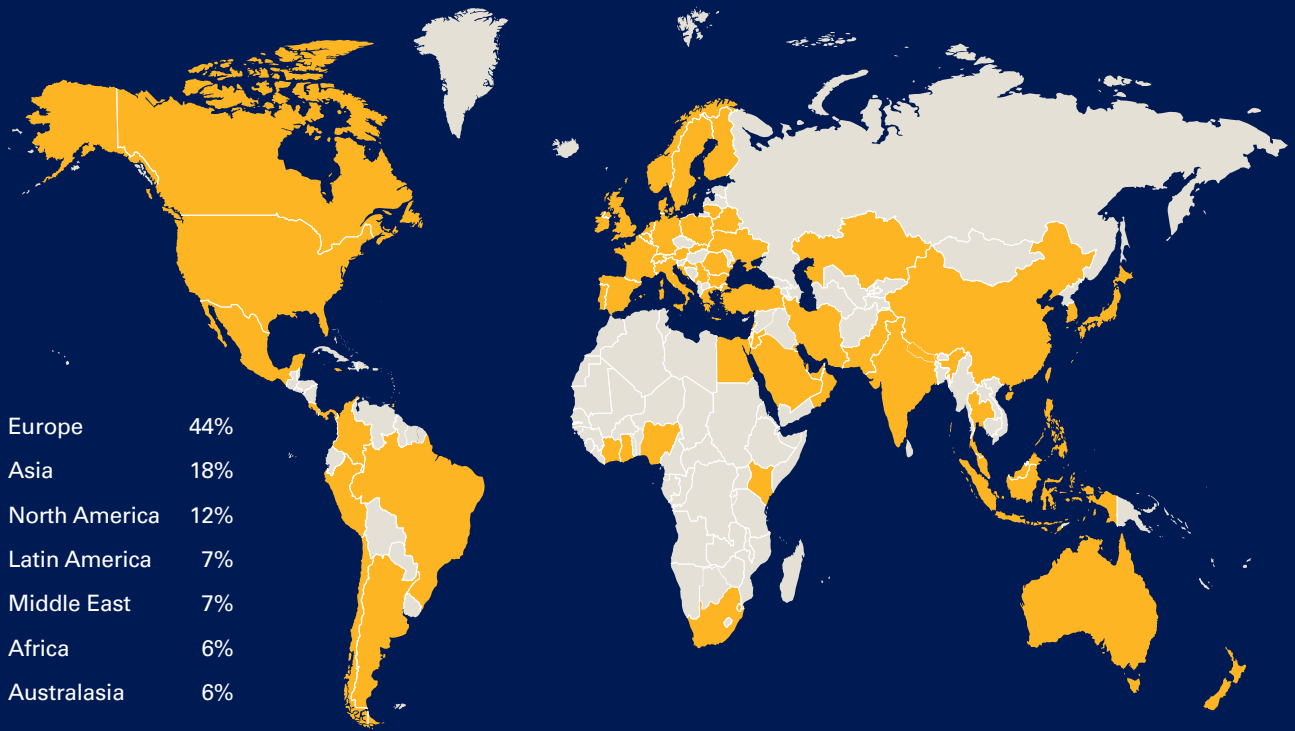 Europe 44%
Asia 18%
North America 12%
Latin America 7%
Middle East 7%
Africa 6%
Australasia 6%